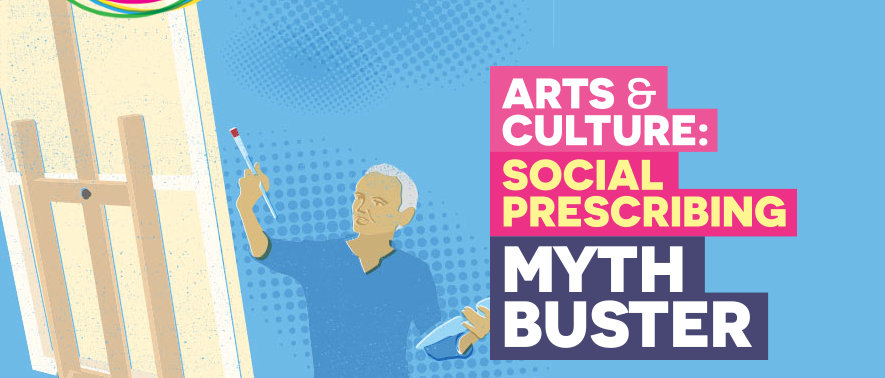 ARTS &
CULTURE:
SOCIAL
PRESCRIBING
MYTH
BUSTER